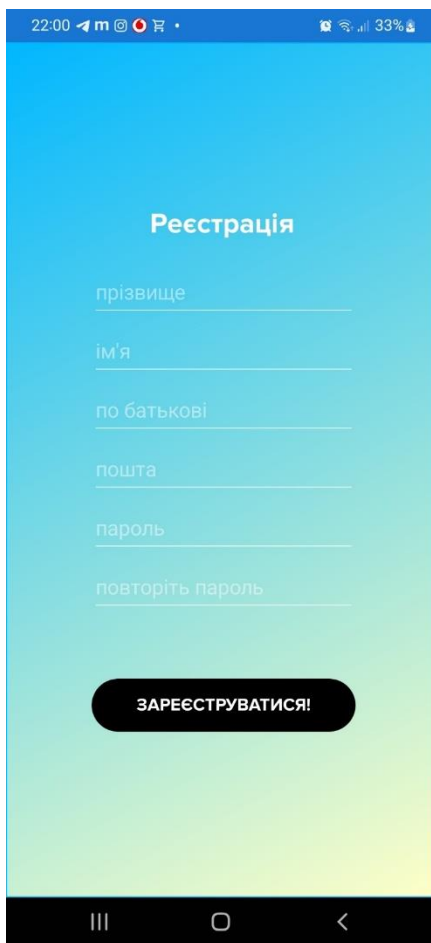 22:00 m 33%
Реєстрація
прізвище
ім'я
по батькові
пошта
пароль
повторіть пароль
ЗАРЕЄСТРУВАТИСЯ!